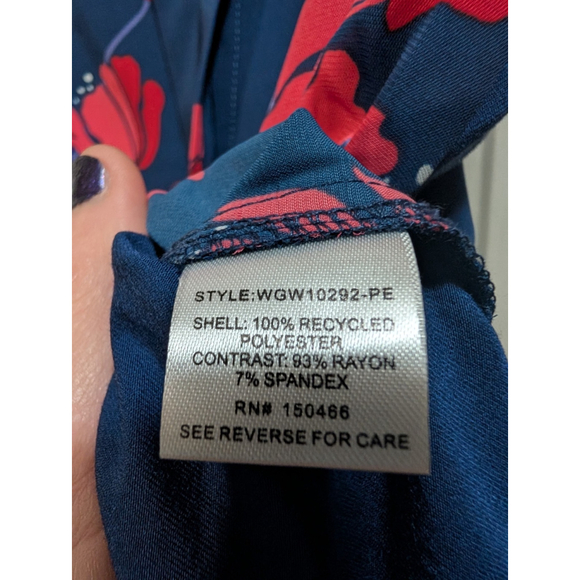 STYLE:WGW10292-PE
SHELL: 100% RECYCLED
POLYESTER
CONTRAST: 93% RAYON
7% SPANDEX
RN# 150466
SEE REVERSE FOR CARE